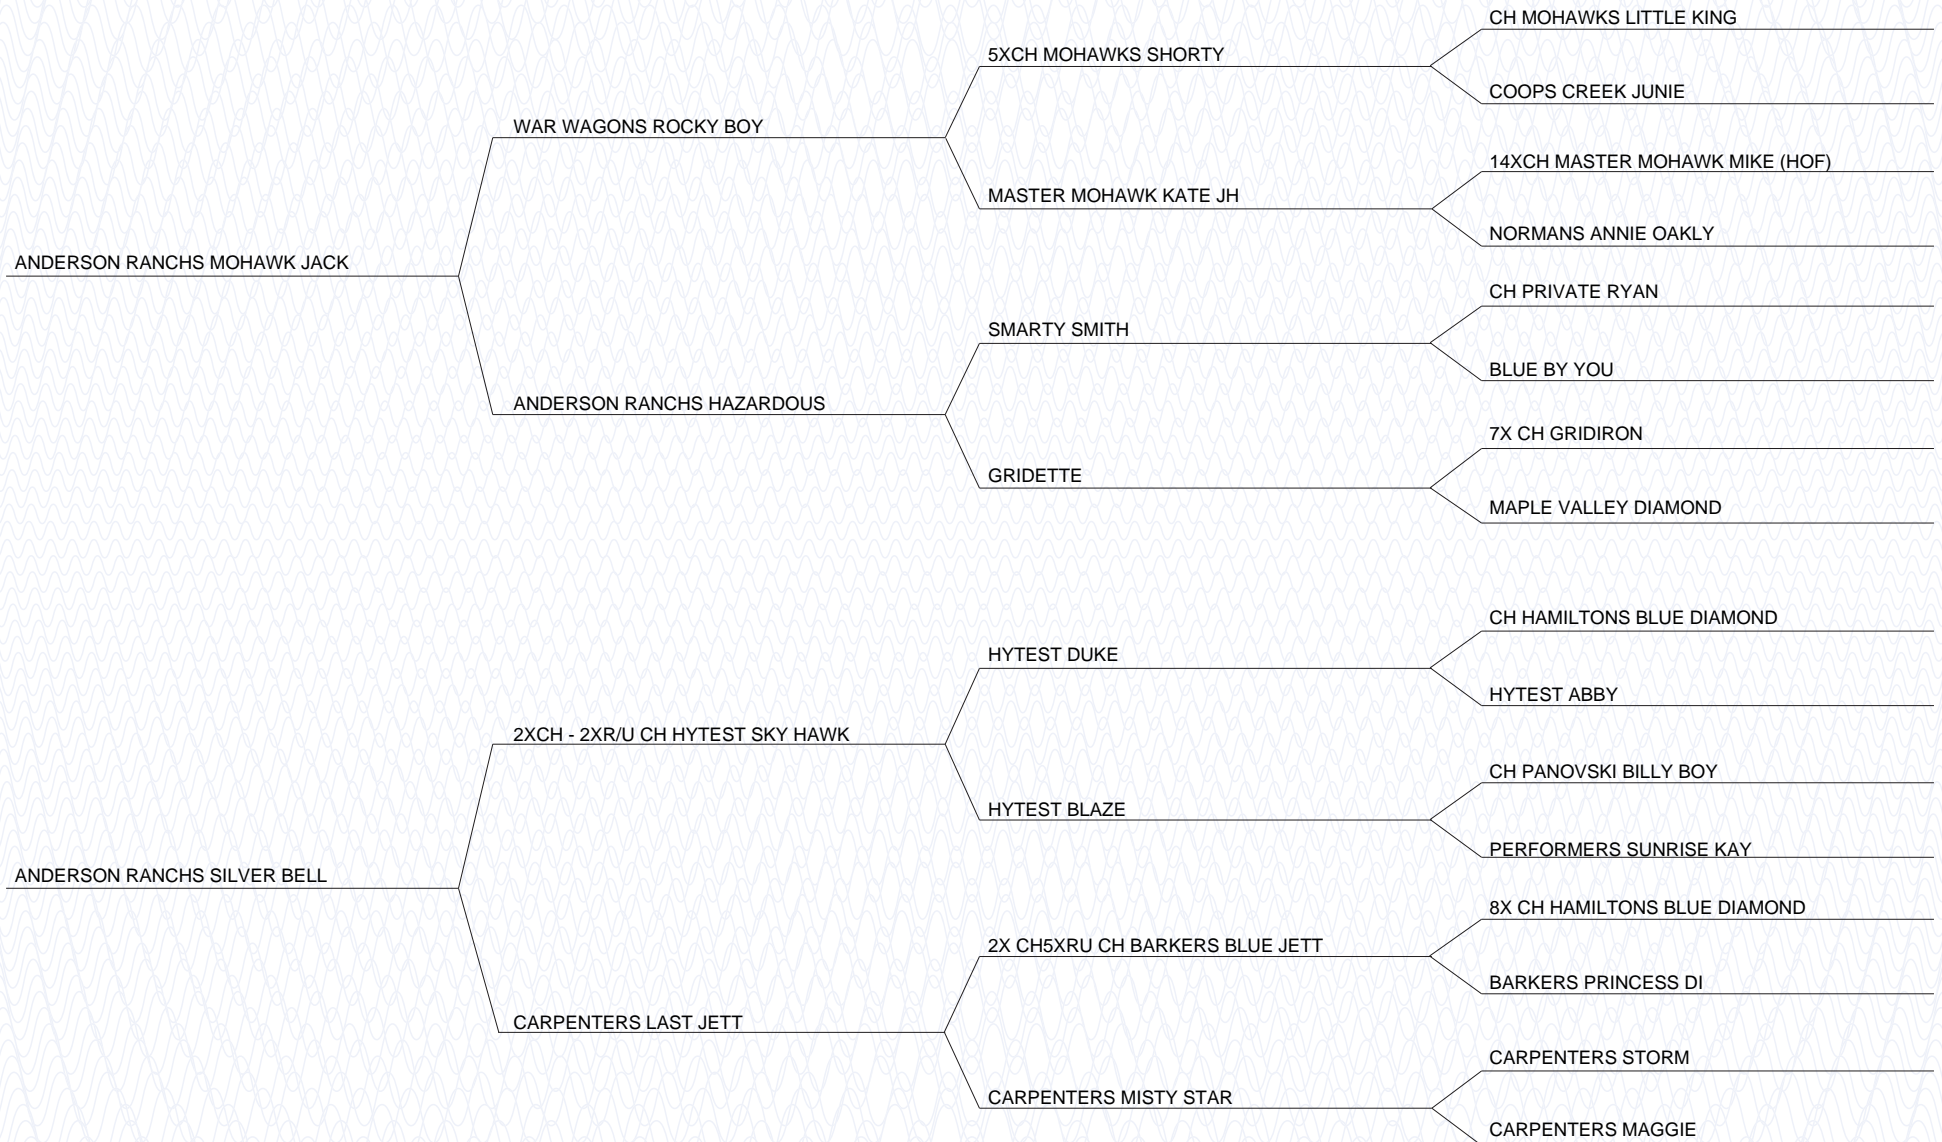 CH MOHAWKS LITTLE KING
5XCH MOHAWKS SHORTY
COOPS CREEK JUNIE
WAR WAGONS ROCKY BOY
14XCH MASTER MOHAWK MIKE (HOF)
MASTER MOHAWK KATE JH
NORMANS ANNIE OAKLY
ANDERSON RANCHS MOHAWK JACK
CH PRIVATE RYAN
SMARTY SMITH
BLUE BY YOU
ANDERSON RANCHS HAZARDOUS
7X CH GRIDIRON
GRIDETTE
MAPLE VALLEY DIAMOND
CH HAMILTONS BLUE DIAMOND
HYTEST DUKE
HYTEST ABBY
2XCH - 2XR/U CH HYTEST SKY HAWK
CH PANOVSKI BILLY BOY
HYTEST BLAZE
PERFORMERS SUNRISE KAY
ANDERSON RANCHS SILVER BELL
8X CH HAMILTONS BLUE DIAMOND
2X CH5XRU CH BARKERS BLUE JETT
BARKERS PRINCESS DI
CARPENTERS LAST JETT
CARPENTERS STORM
CARPENTERS MISTY STAR
CARPENTERS MAGGIE